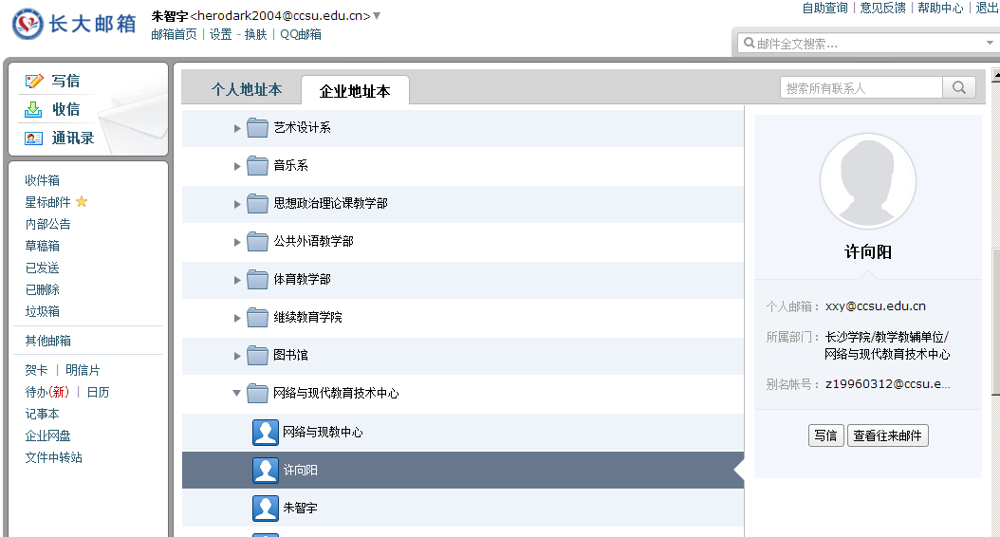 长大邮箱
朱智宇<herodark2004@ccsu.edu.cn>
邮箱首页 | 设置 - 换肤 | QQ邮箱
自助查询 | 意见反馈 | 帮助中心 | 退出
邮件全文搜索...
写信
收信
通讯录
收件箱
星标邮件
内部公告
草稿箱
已发送
已删除
垃圾箱
其他邮箱
贺卡 | 明信片
待办(新) | 日历
记事本
企业网盘
文件中转站
个人地址本
企业地址本
搜索所有联系人
艺术设计系
音乐系
思想政治理论课教学部
公共外语教学部
体育教学部
继续教育学院
图书馆
网络与现代教育技术中心
网络与现教中心
许向阳
朱智宇
许向阳
个人邮箱：xxy@ccsu.edu.cn
所属部门：长沙学院/教学教辅单位/
网络与现代教育技术中心
别名帐号：z19960312@ccsu.e...
写信
查看往来邮件